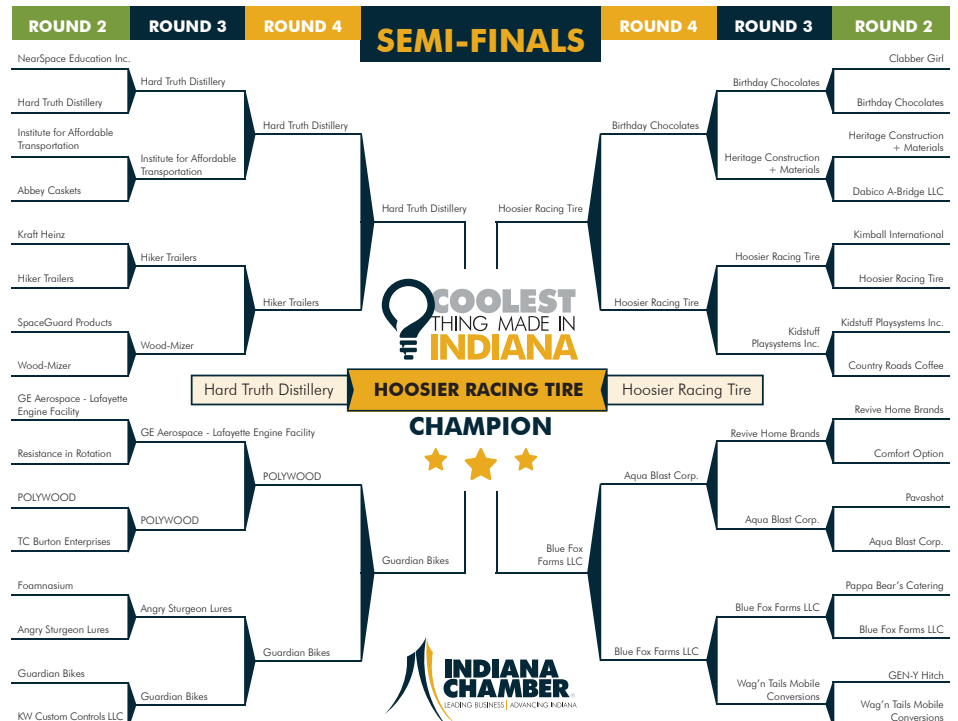 ROUND 2
ROUND 3
ROUND 4
SEMI-FINALS
ROUND 4
ROUND 3
ROUND 2
NearSpace Education Inc.
Hard Truth Distillery
Institute for Affordable
Transportation
Abbey Caskets
Kraft Heinz
Hiker Trailers
SpaceGuard Products
Wood-Mizer
GE Aerospace - Lafayette
Engine Facility
Resistance in Rotation
POLYWOOD
TC Burton Enterprises
Foamnasium
Angry Sturgeon Lures
Guardian Bikes
KW Custom Controls LLC
Hard Truth Distillery
Institute for Affordable
Transportation
Hiker Trailers
Wood-Mizer
GE Aerospace - Lafayette Engine Facility
POLYWOOD
Angry Sturgeon Lures
Guardian Bikes
Hard Truth Distillery
Hiker Trailers
POLYWOOD
Guardian Bikes
Hard Truth Distillery
Guardian Bikes
COOLEST
THING MADE IN
INDIANA
Hard Truth Distillery
HOOSIER RACING TIRE
Hoosier Racing Tire
CHAMPION
INDIANA
CHAMBER
LEADING BUSINESS | ADVANCING INDIANA
Hoosier Racing Tire
Blue Fox
Farms LLC
Birthday Chocolates
Hoosier Racing Tire
Aqua Blast Corp.
Blue Fox Farms LLC
Birthday Chocolates
Heritage Construction
+ Materials
Hoosier Racing Tire
Kidstuff
Playsystems Inc.
Revive Home Brands
Aqua Blast Corp.
Blue Fox Farms LLC
Wag'n Tails Mobile
Conversions
Clabber Girl
Birthday Chocolates
Heritage Construction
+ Materials
Dabico A-Bridge LLC
Kimball International
Hoosier Racing Tire
Kidstuff Playsystems Inc.
Country Roads Coffee
Revive Home Brands
Comfort Option
Pavashot
Aqua Blast Corp.
Pappa Bear's Catering
Blue Fox Farms LLC
GEN-Y Hitch
Wag'n Tails Mobile
Conversions